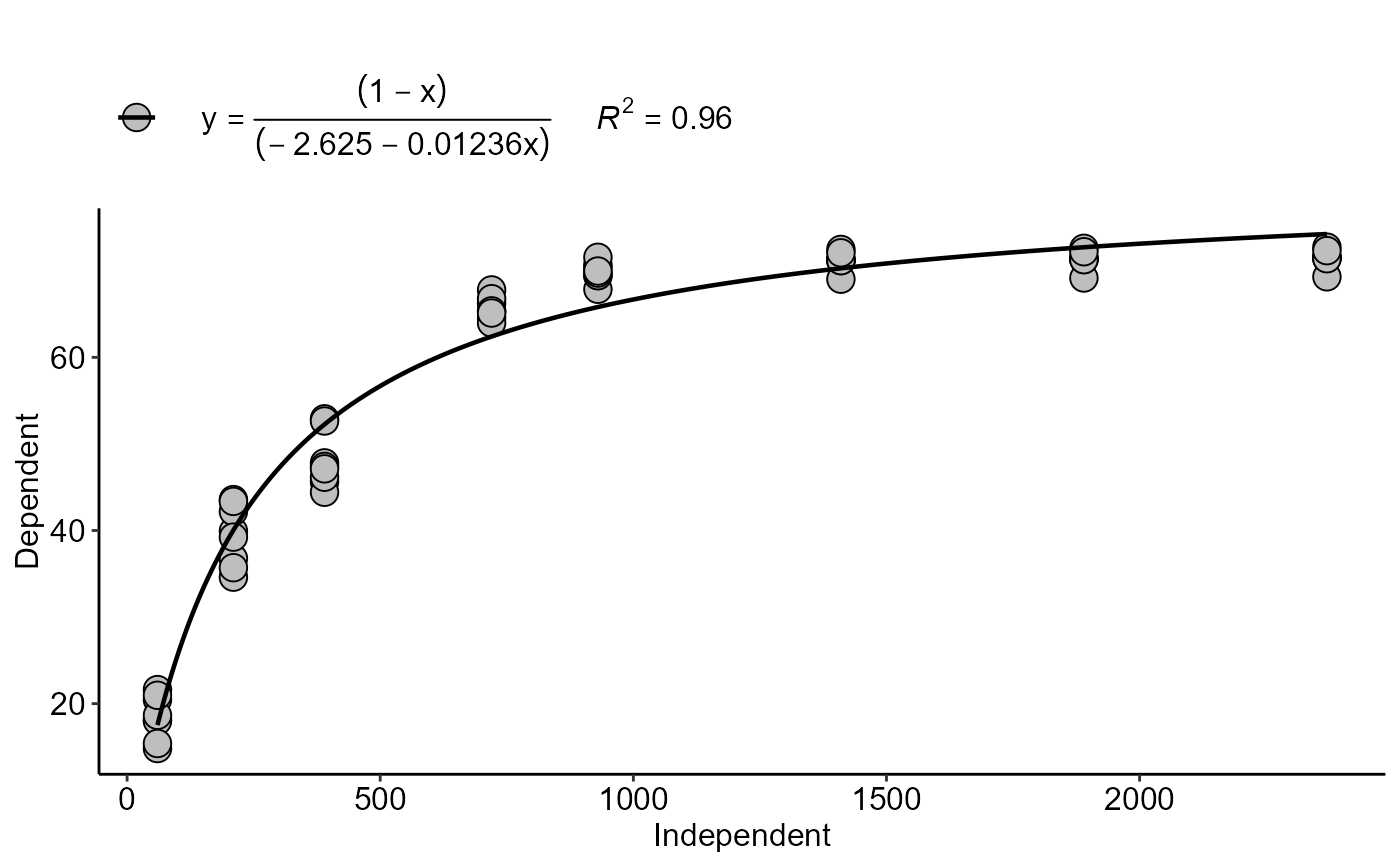 (1 − x)
y =
(− 2.625 − 0.01236x)
R² = 0.96
Dependent
60
40
20
0 500 1000 1500 2000
Independent